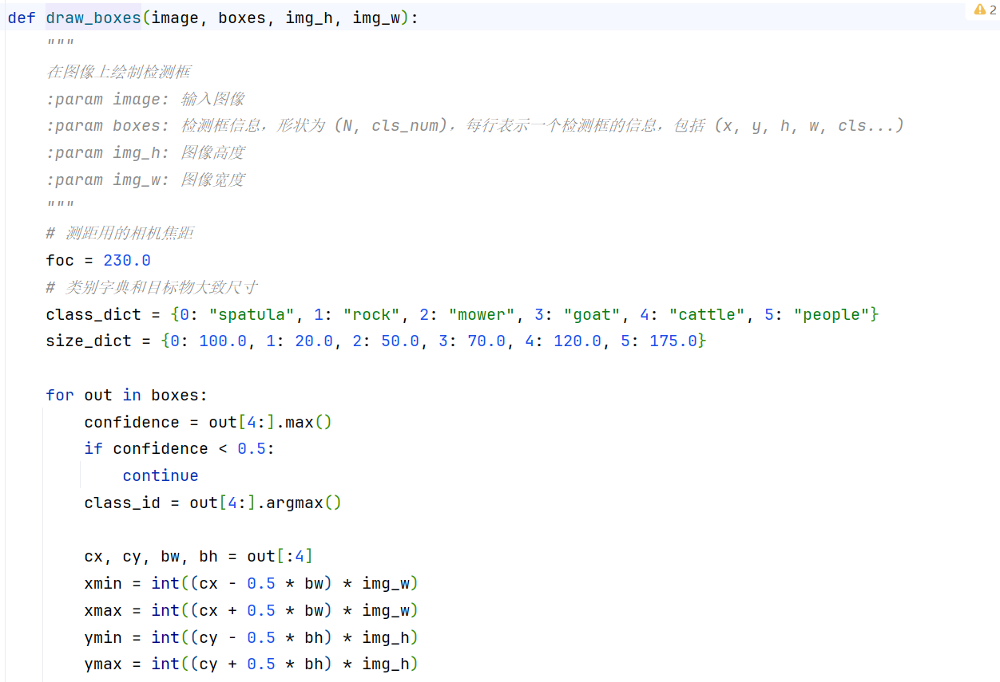 def draw_boxes(image, boxes, img_h, img_w):
2
    """
    在图像上绘制检测框
    :param image: 输入图像
    :param boxes: 检测框信息，形状为 (N, cls_num)，每行表示一个检测框的信息，包括 (x, y, h, w, cls...)
    :param img_h: 图像高度
    :param img_w: 图像宽度
    """
    # 测距用的相机焦距
    foc = 230.0
    # 类别字典和目标物大致尺寸
    class_dict = {0: "spatula", 1: "rock", 2: "mower", 3: "goat", 4: "cattle", 5: "people"}
    size_dict = {0: 100.0, 1: 20.0, 2: 50.0, 3: 70.0, 4: 120.0, 5: 175.0}
    for out in boxes:
        confidence = out[4:].max()
        if confidence < 0.5:
            continue
        class_id = out[4:].argmax()
        cx, cy, bw, bh = out[:4]
        xmin = int((cx - 0.5 * bw) * img_w)
        xmax = int((cx + 0.5 * bw) * img_w)
        ymin = int((cy - 0.5 * bh) * img_h)
        ymax = int((cy + 0.5 * bh) * img_h)